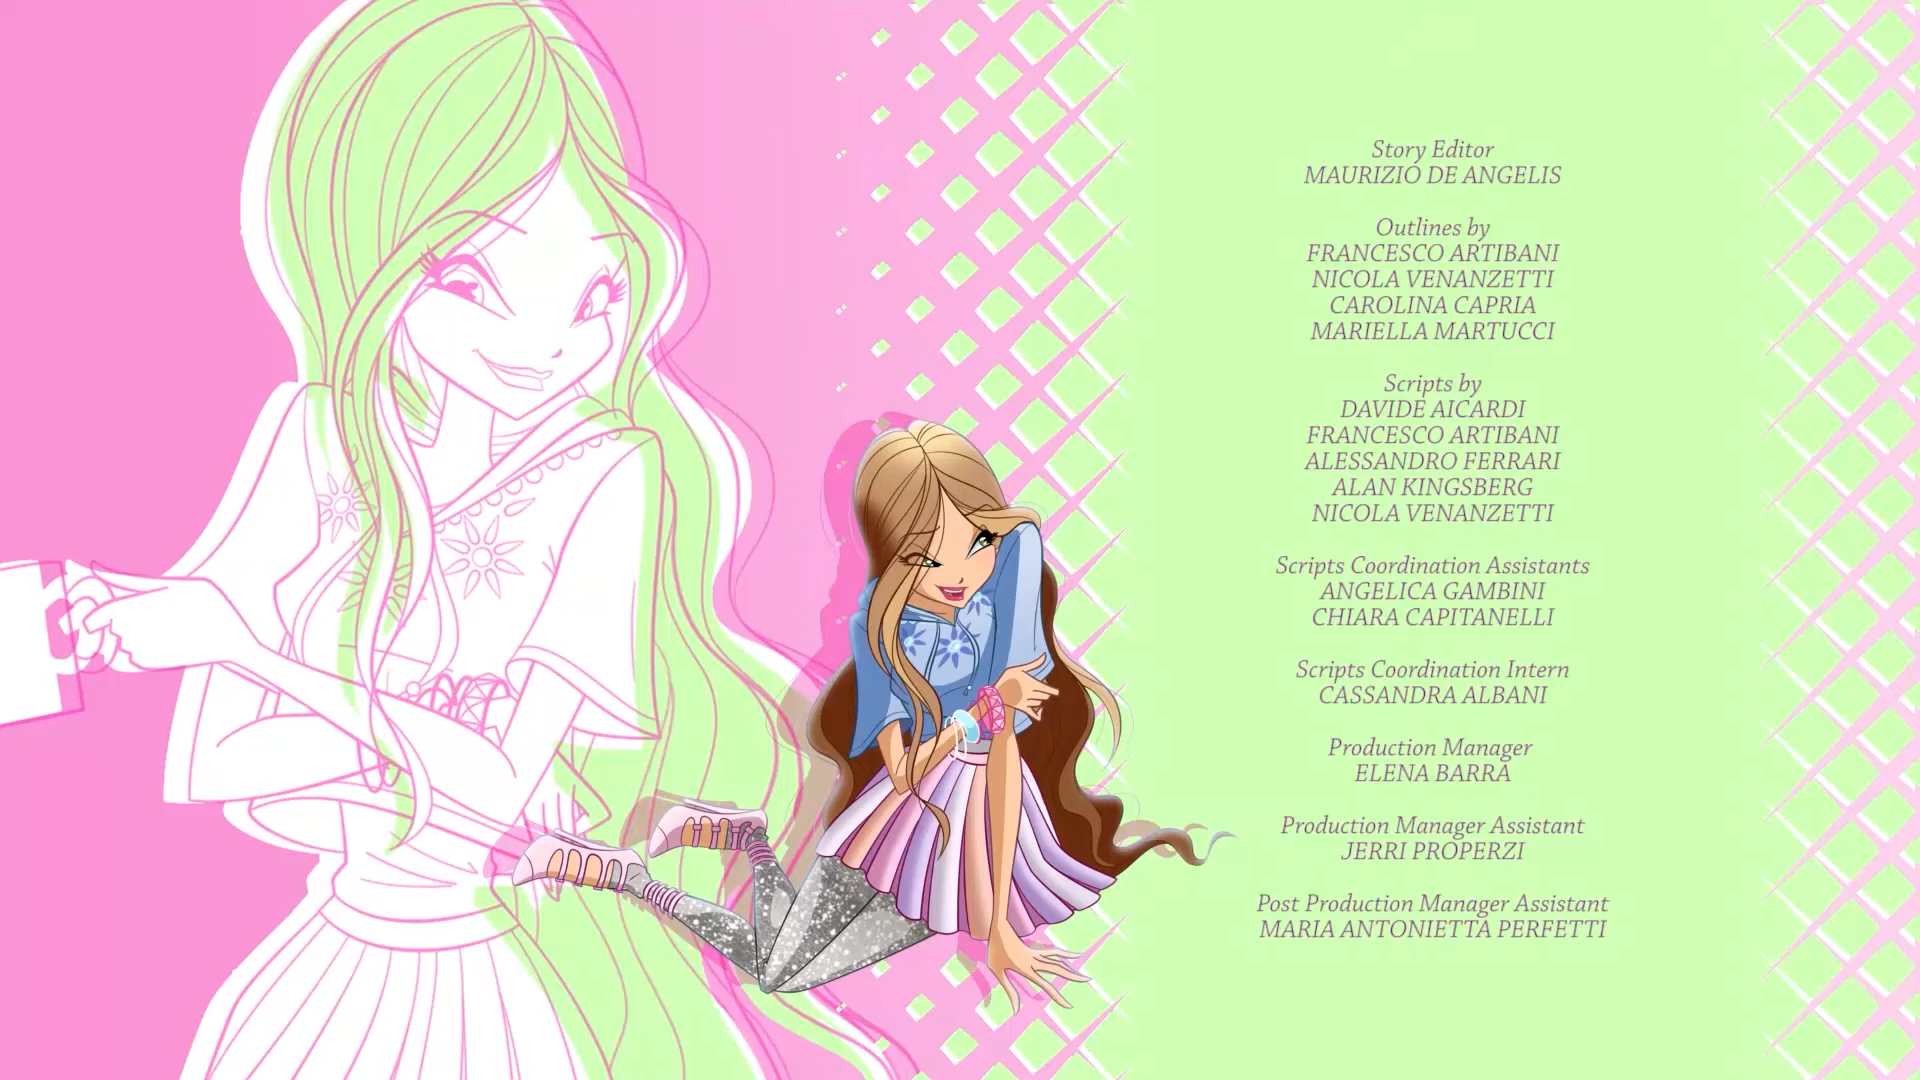 Story Editor
MAURIZIO DE ANGELIS
Outlines by
FRANCESCO ARTIBANI
NICOLA VENANZETTI
CAROLINA CAPRIA
MARIELLA MARTUCCI
Scripts by
DAVIDE AICARDI
FRANCESCO ARTIBANI
ALESSANDRO FERRARI
ALAN KINGSBERG
NICOLA VENANZETTI
Scripts Coordination Assistants
ANGELICA GAMBINI
CHIARA CAPITANELLI
Scripts Coordination Intern
CASSANDRA ALBANI
Production Manager
ELENA BARRA
Production Manager Assistant
JERRI PROPERZI
Post Production Manager Assistant
MARIA ANTONIETTA PERFETTI